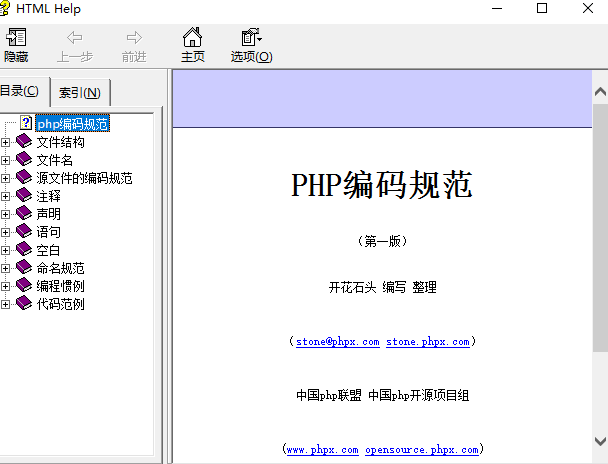 HTML Help
隐藏 上一步 前进 主页 选项(O)
目录(C) 索引(N)
php编码规范
文件结构
文件名
源文件的编码规范
注释
声明
语句
空白
命名规范
编程惯例
代码范例
PHP编码规范
（第一版）
开花石头 编写 整理
(stone@phpx.com stone.phpx.com)
中国php联盟 中国php开源项目组
(www.phpx.com opensource.phpx.com)